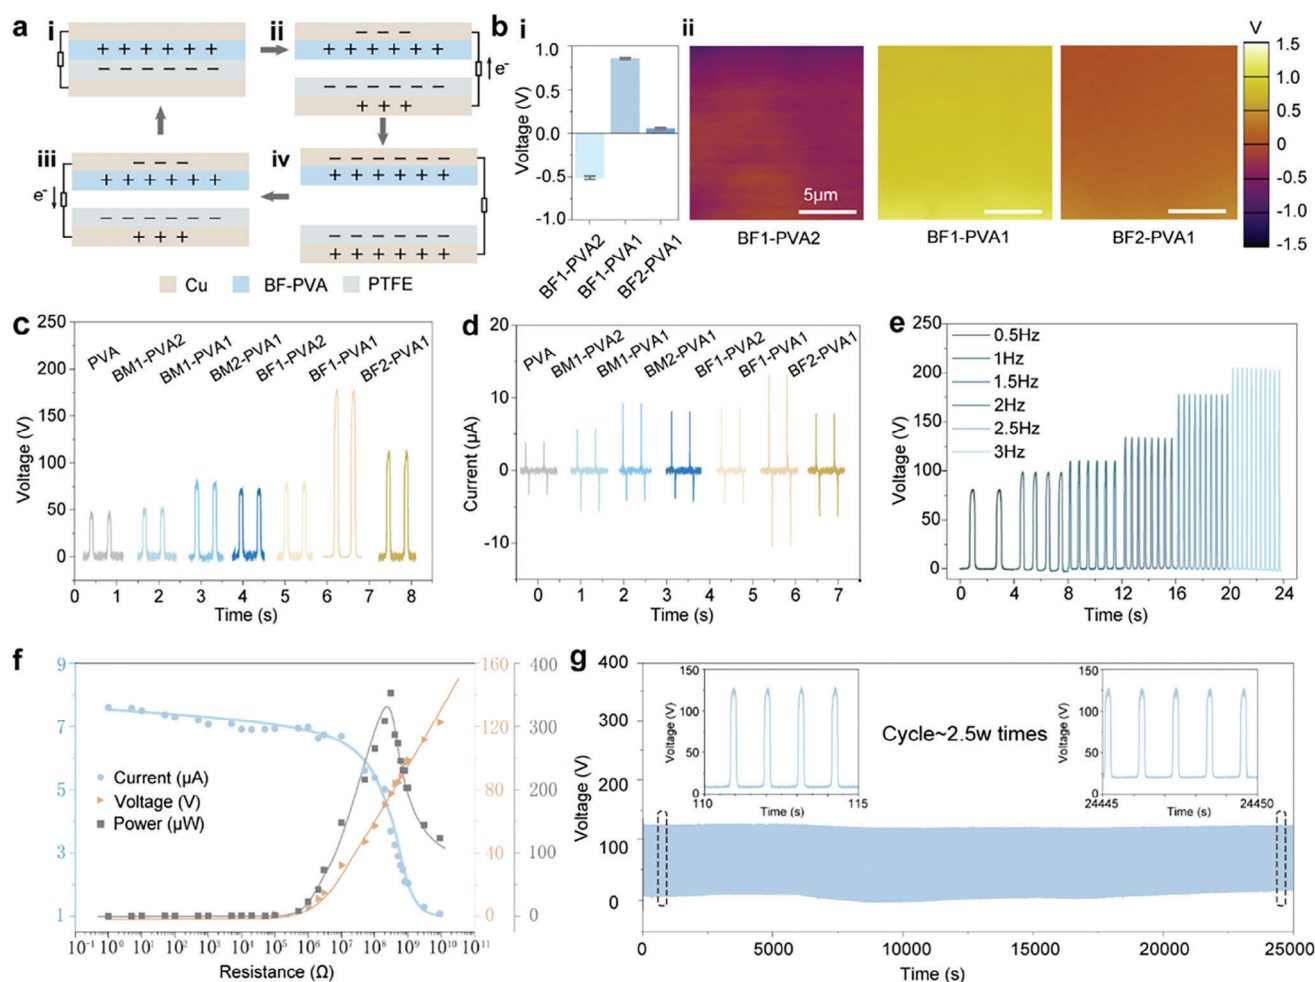 a
i
+ + + + + +
− − − − − −
ii
− − −
+ + + + + +
e⁻
− − − − − −
+ + +
iii
− − −
+ + + + + +
e⁻
− − − − − −
+ + +
iv
− − − − − −
+ + + + + +
− − − − − −
+ + + + + +
Cu
BF-PVA
PTFE
b
i
Voltage (V)
1.0
0.5
0.0
-0.5
-1.0
BF1-PVA2
BF1-PVA1
BF2-PVA1
ii
5μm
BF1-PVA2
BF1-PVA1
BF2-PVA1
V
1.5
1.0
0.5
0
-0.5
-1.0
-1.5
c
Voltage (V)
250
200
150
100
50
0
PVA
BM1-PVA2
BM1-PVA1
BM2-PVA1
BF1-PVA2
BF1-PVA1
BF2-PVA1
0 1 2 3 4 5 6 7 8
Time (s)
d
Current (μA)
20
10
0
-10
PVA
BM1-PVA2
BM1-PVA1
BM2-PVA1
BF1-PVA2
BF1-PVA1
BF2-PVA1
0 1 2 3 4 5 6 7
Time (s)
e
Voltage (V)
250
200
150
100
50
0
0.5Hz
1Hz
1.5Hz
2Hz
2.5Hz
3Hz
0 4 8 12 16 20 24
Time (s)
f
9
7
5
3
1
160
120
80
40
0
400
300
200
100
0
Current (μA)
Voltage (V)
Power (μW)
10⁻¹ 10⁰ 10¹ 10² 10³ 10⁴ 10⁵ 10⁶ 10⁷ 10⁸ 10⁹ 10¹⁰ 10¹¹
Resistance (Ω)
g
Voltage (V)
400
300
200
100
0
Voltage (V)
150
100
50
0
110 115
Time (s)
Cycle~2.5w times
Voltage (V)
150
100
50
0
24445 24450
Time (s)
0 5000 10000 15000 20000 25000
Time (s)